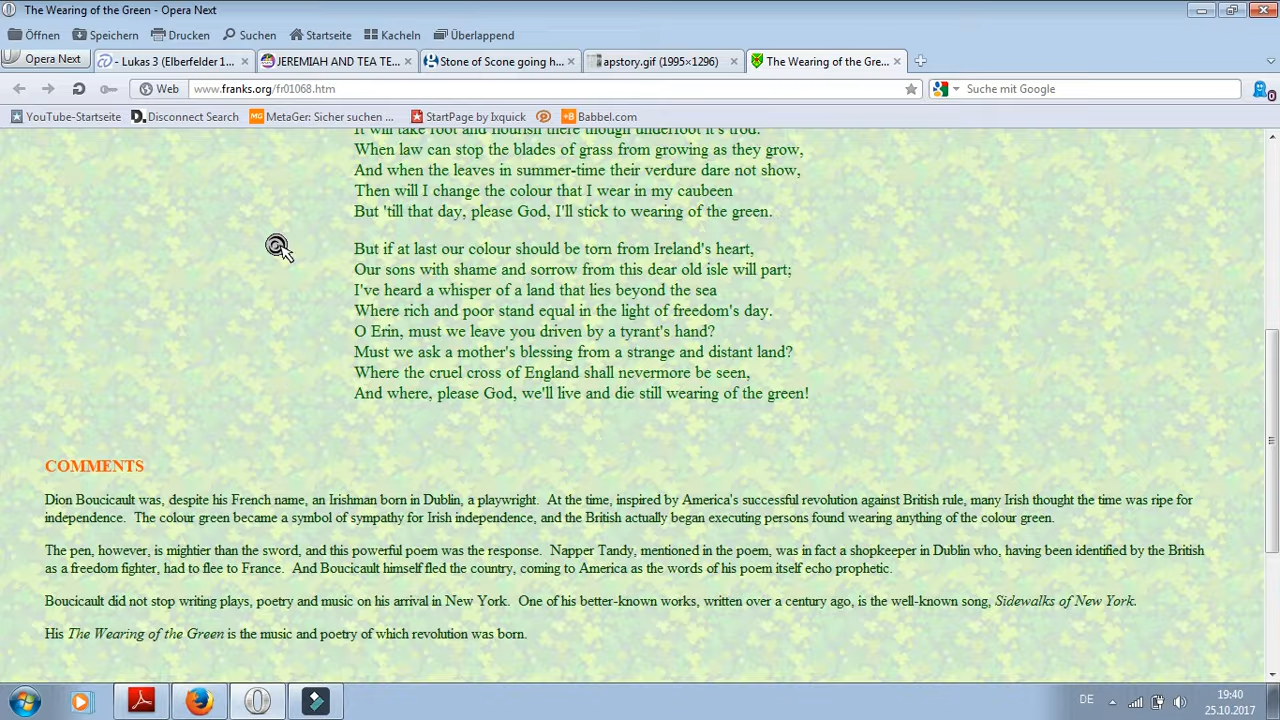 The Wearing of the Green - Opera Next
Öffnen Speichern Drucken Suchen Startseite Kacheln Überlappend
Opera Next - Lukas 3 (Elberfelder 1... JEREMIAH AND TEA TE... Stone of Scone going h... apstory.gif (1995×1296) The Wearing of the Gre...
Web www.franks.org/fr01068.htm Suche mit Google 0
YouTube-Startseite Disconnect Search MG MetaGer: Sicher suchen ... StartPage by Ixquick Babbel.com
It will take root and flourish there though underfoot it's trod.
When law can stop the blades of grass from growing as they grow,
And when the leaves in summer-time their verdure dare not show,
Then will I change the colour that I wear in my caubeen
But 'till that day, please God, I'll stick to wearing of the green.
But if at last our colour should be torn from Ireland's heart,
Our sons with shame and sorrow from this dear old isle will part;
I've heard a whisper of a land that lies beyond the sea
Where rich and poor stand equal in the light of freedom's day.
O Erin, must we leave you driven by a tyrant's hand?
Must we ask a mother's blessing from a strange and distant land?
Where the cruel cross of England shall nevermore be seen,
And where, please God, we'll live and die still wearing of the green!
COMMENTS
Dion Boucicault was, despite his French name, an Irishman born in Dublin, a playwright. At the time, inspired by America's successful revolution against British rule, many Irish thought the time was ripe for
independence. The colour green became a symbol of sympathy for Irish independence, and the British actually began executing persons found wearing anything of the colour green.
The pen, however, is mightier than the sword, and this powerful poem was the response. Napper Tandy, mentioned in the poem, was in fact a shopkeeper in Dublin who, having been identified by the British
as a freedom fighter, had to flee to France. And Boucicault himself fled the country, coming to America as the words of his poem itself echo prophetic.
Boucicault did not stop writing plays, poetry and music on his arrival in New York. One of his better-known works, written over a century ago, is the well-known song, Sidewalks of New York.
His The Wearing of the Green is the music and poetry of which revolution was born.
DE 19:40
25.10.2017